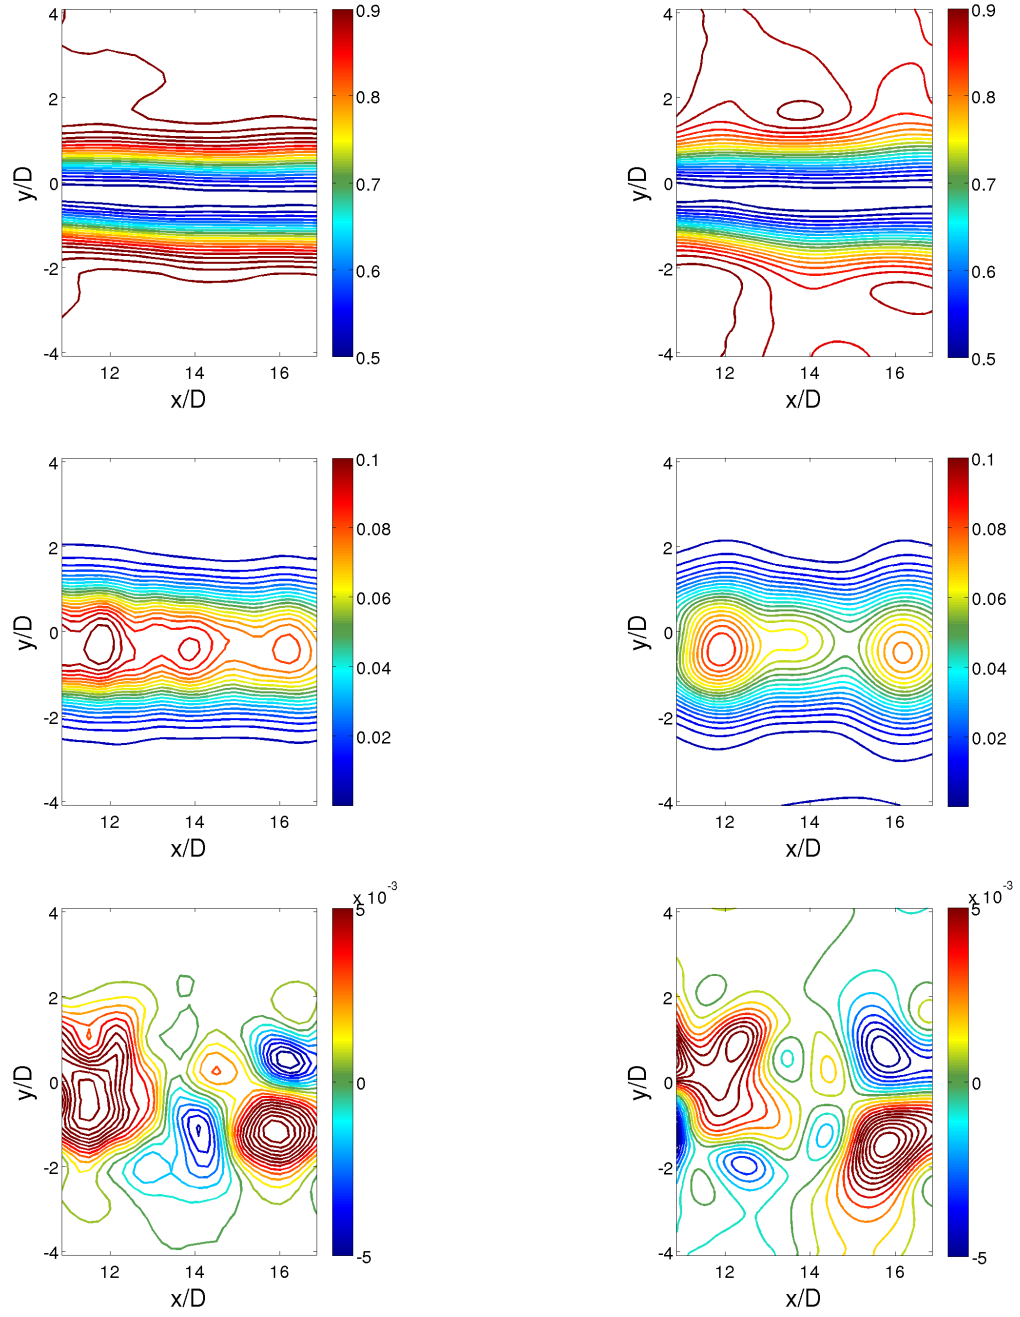 4 0.9 4 0.9
2 0.8 2 0.8
y/D 0 0.7 y/D 0 0.7
-2 0.6 -2 0.6
-4 0.5 -4 0.5
12 14 16 12 14 16
x/D x/D
4 0.1 4 0.1
2 0.08 2 0.08
y/D 0 0.06 y/D 0 0.06
0.04 0.04
-2 0.02 -2 0.02
-4 -4
12 14 16 12 14 16
x/D x/D
x 10-3 x 10-3
4 5 4 5
2 2
y/D 0 0 y/D 0 0
-2 -2
-4 -5 -4 -5
12 14 16 12 14 16
x/D x/D